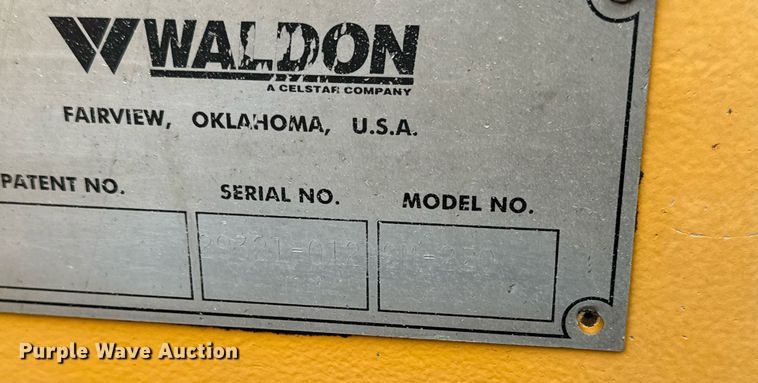 W WALDON
A CELSTAR COMPANY
FAIRVIEW, OKLAHOMA, U.S.A.
PATENT NO. SERIAL NO. MODEL NO.
Purple Wave Auction